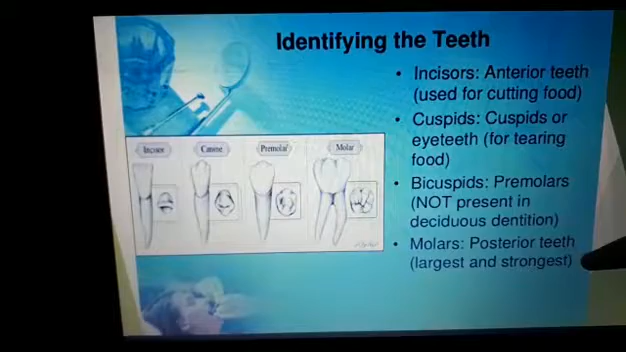 Identifying the Teeth
• Incisors: Anterior teeth
(used for cutting food)
• Cuspids: Cuspids or
eyeteeth (for tearing
food)
• Bicuspids: Premolars
(NOT present in
deciduous dentition)
• Molars: Posterior teeth
(largest and strongest)
Incisor
Canine
Premolar
Molar